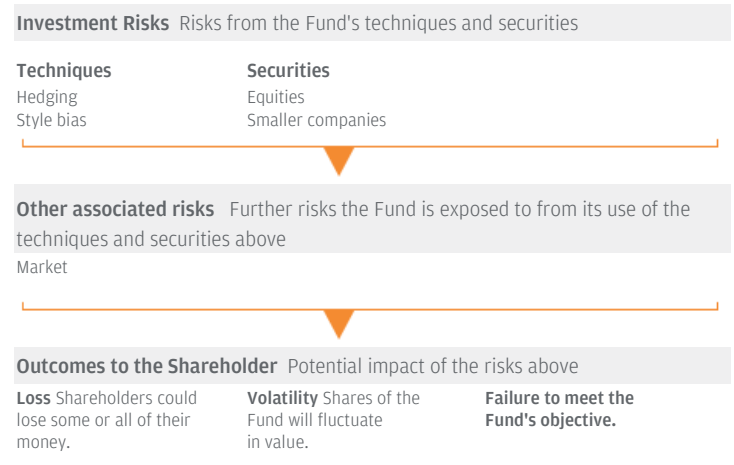 Investment Risks Risks from the Fund's techniques and securities
Techniques Securities
Hedging Equities
Style bias Smaller companies
Other associated risks Further risks the Fund is exposed to from its use of the
techniques and securities above
Market
Outcomes to the Shareholder Potential impact of the risks above
Loss Shareholders could
lose some or all of their
money.
Volatility Shares of the
Fund will fluctuate
in value.
Failure to meet the
Fund's objective.